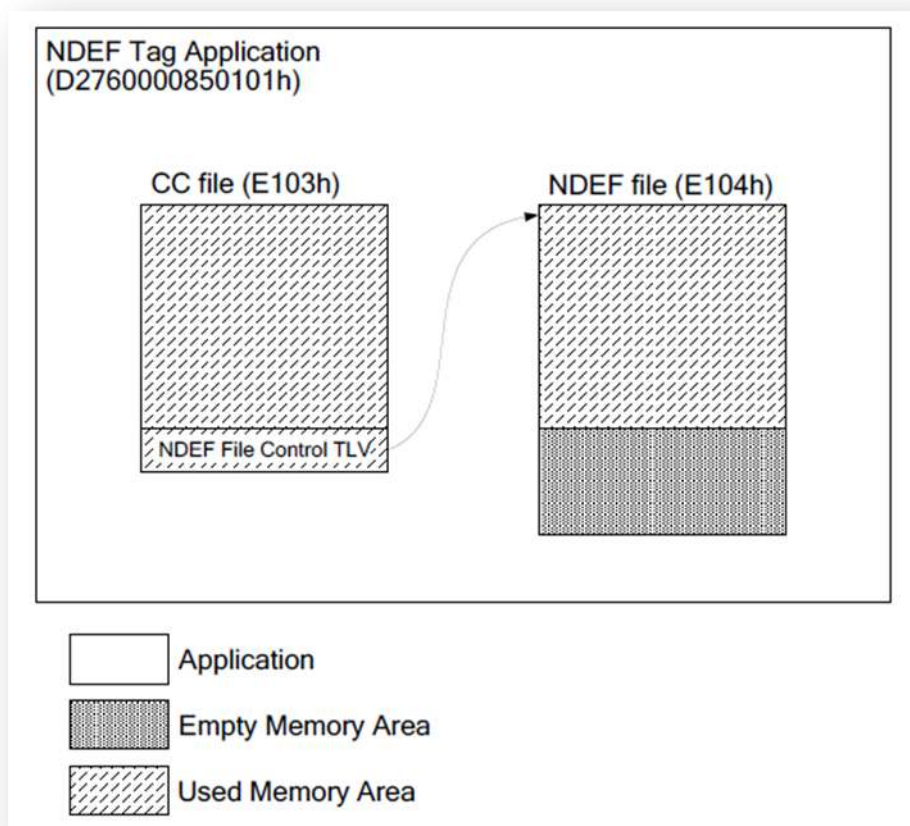 NDEF Tag Application
(D2760000850101h)
CC file (E103h)
NDEF file (E104h)
NDEF File Control TLV
Application
Empty Memory Area
Used Memory Area